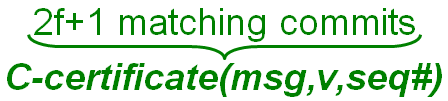 2f+1 matching commits
C-certificate(msg,v,seq#)